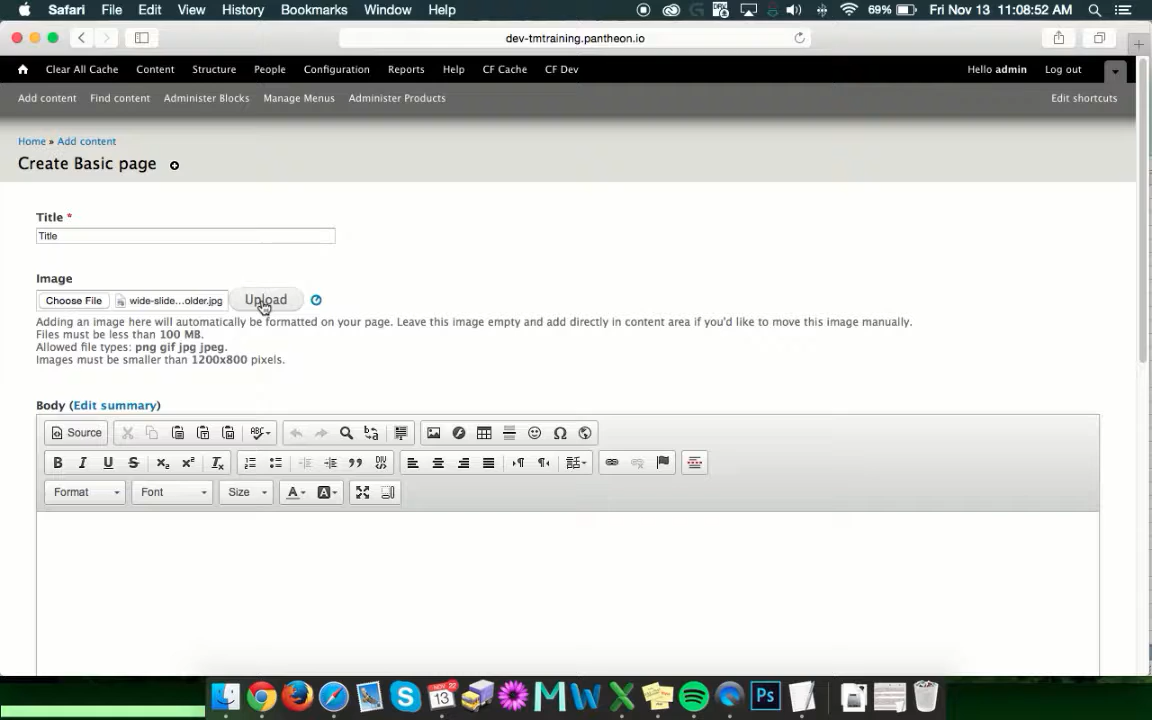 Safari File Edit View History Bookmarks Window Help 69% Fri Nov 13 11:08:52 AM
dev-tmtraining.pantheon.io
Clear All Cache Content Structure People Configuration Reports Help CF Cache CF Dev Hello admin Log out
Add content Find content Administer Blocks Manage Menus Administer Products Edit shortcuts
Home » Add content
Create Basic page
Title *
Title
Image
Choose File wide-slide...older.jpg Upload
Adding an image here will automatically be formatted on your page. Leave this image empty and add directly in content area if you'd like to move this image manually.
Files must be less than 100 MB.
Allowed file types: png gif jpg jpeg.
Images must be smaller than 1200x800 pixels.
Body (Edit summary)
Source
B I U S x₂ x² Tx
Format Font Size A A